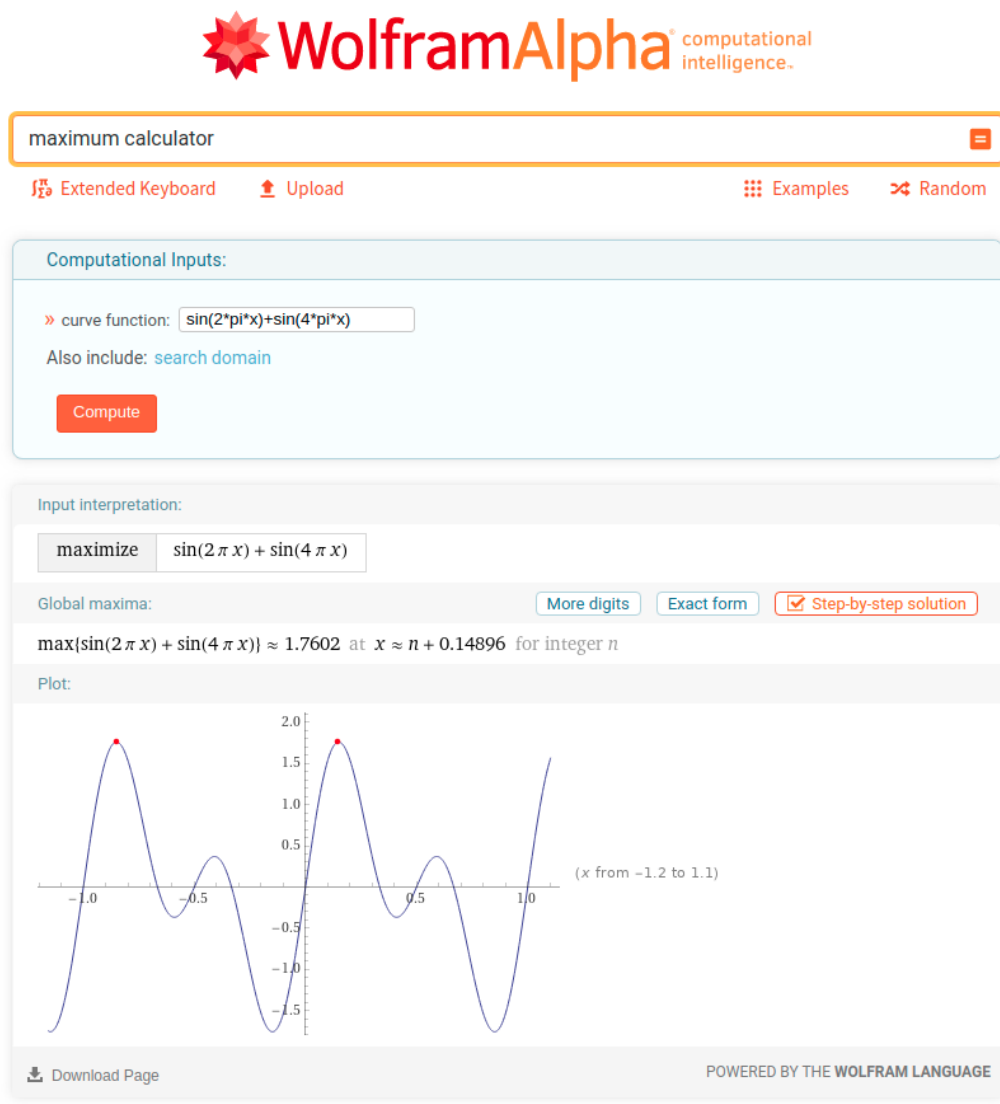 WolframAlpha computational intelligence™
maximum calculator
Extended Keyboard Upload Examples Random
Computational Inputs:
» curve function: sin(2*pi*x)+sin(4*pi*x)
Also include: search domain
Compute
Input interpretation:
maximize sin(2 π x) + sin(4 π x)
Global maxima: More digits Exact form Step-by-step solution
max{sin(2 π x) + sin(4 π x)} ≈ 1.7602 at x ≈ n + 0.14896 for integer n
Plot:
2.0
1.5
1.0
0.5
(x from −1.2 to 1.1)
−1.0 −0.5 0.5 1.0
−0.5
−1.0
−1.5
Download Page POWERED BY THE WOLFRAM LANGUAGE